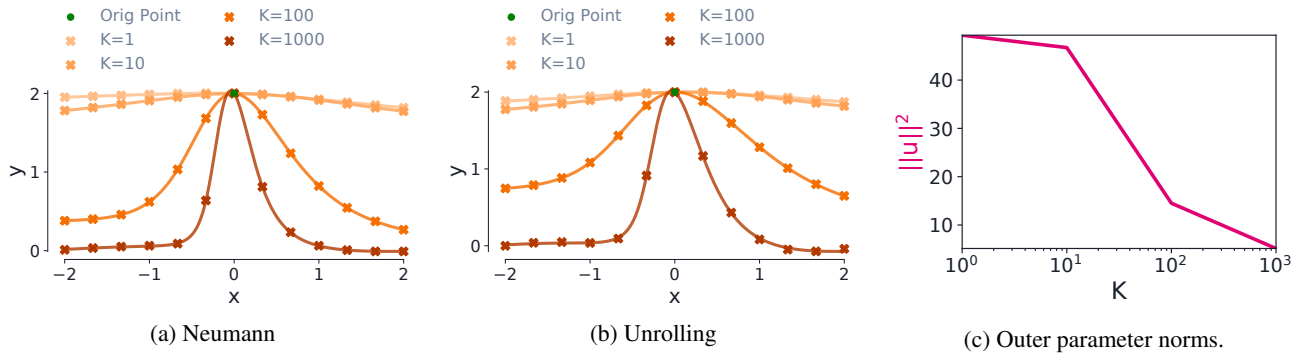 Orig Point
K=1
K=10
K=100
K=1000
y
2
1
0
−2
−1
0
1
2
x
(a) Neumann
Orig Point
K=1
K=10
K=100
K=1000
y
2
1
0
−2
−1
0
1
2
x
(b) Unrolling
||u||²
40
30
20
10
10⁰
10¹
10²
10³
K
(c) Outer parameter norms.